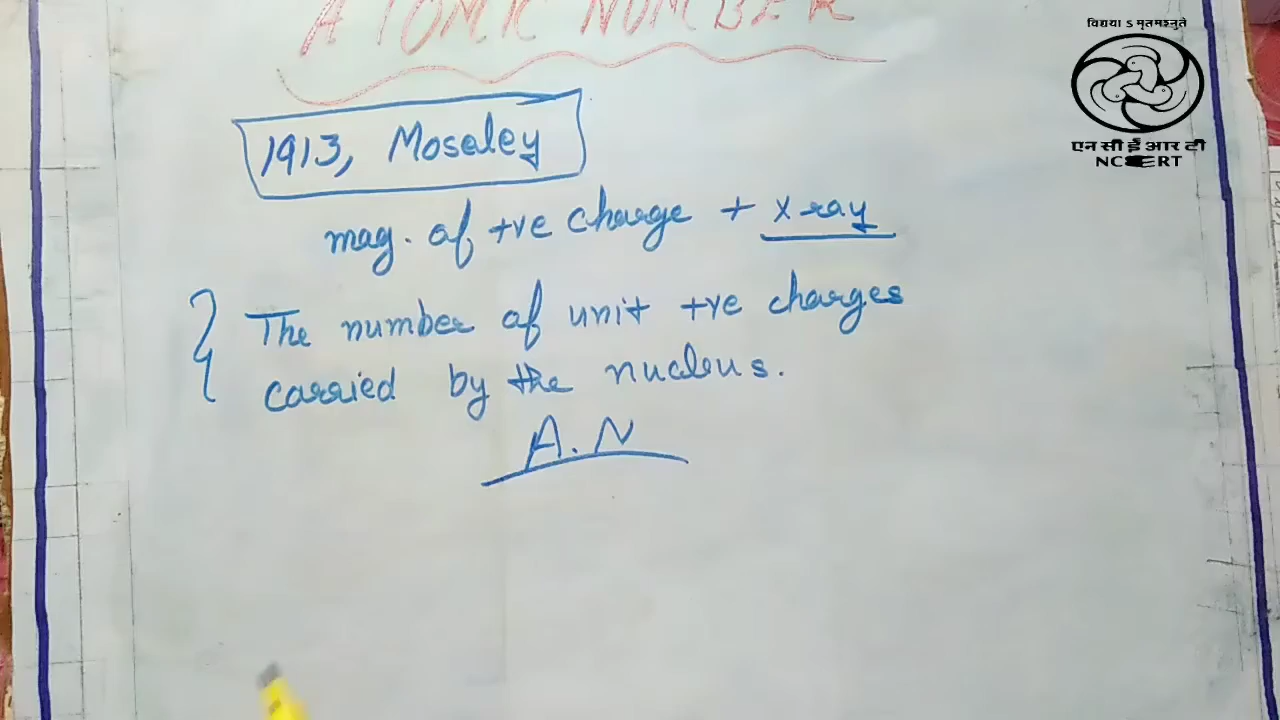 ATOMIC NUMBER
विद्यया ऽ मृतमश्नुते
एन सी ई आर टी
NCERT
1913, Moseley
mag. of +ve charge + x ray
The number of unit +ve charges
carried by the nucleus.
A.N